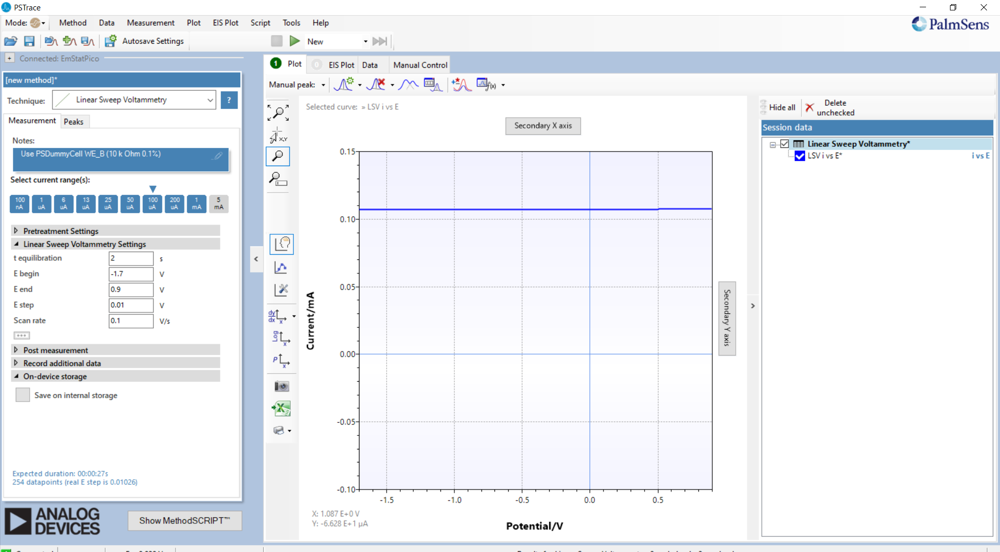 PSTrace
Mode: Method Data Measurement Plot EIS Plot Script Tools Help
PalmSens
Autosave Settings
New
Connected: EmStatPico
[new method]*
Technique: Linear Sweep Voltammetry ?
Measurement Peaks
Notes:
Use PSDummyCell WE_B (10 k Ohm 0.1%)
Select current range(s):
100 nA
1 uA
6 uA
13 uA
25 uA
50 uA
100 uA
200 uA
1 mA
5 mA
Pretreatment Settings
Linear Sweep Voltammetry Settings
t equilibration 2 s
E begin -1.7 V
E end 0.9 V
E step 0.01 V
Scan rate 0.1 V/s
Post measurement
Record additional data
On-device storage
Save on internal storage
Expected duration: 00:00:27s
254 datapoints (real E step is 0.01026)
ANALOG
DEVICES
Show MethodSCRIPT™
1 Plot 0 EIS Plot Data Manual Control
Manual peak:
f(x)
X,Y
dy/dx x
Log x
P x
Selected curve: » LSV i vs E
Secondary X axis
0.15
0.10
0.05
0.00
-0.05
-0.10
Current/mA
-1.5 -1.0 -0.5 0.0 0.5
Potential/V
X: 1.087 E+0 V
Y: -6.628 E+1 µA
Secondary Y axis
Hide all
Delete
unchecked
Session data
Linear Sweep Voltammetry*
LSV i vs E* i vs E